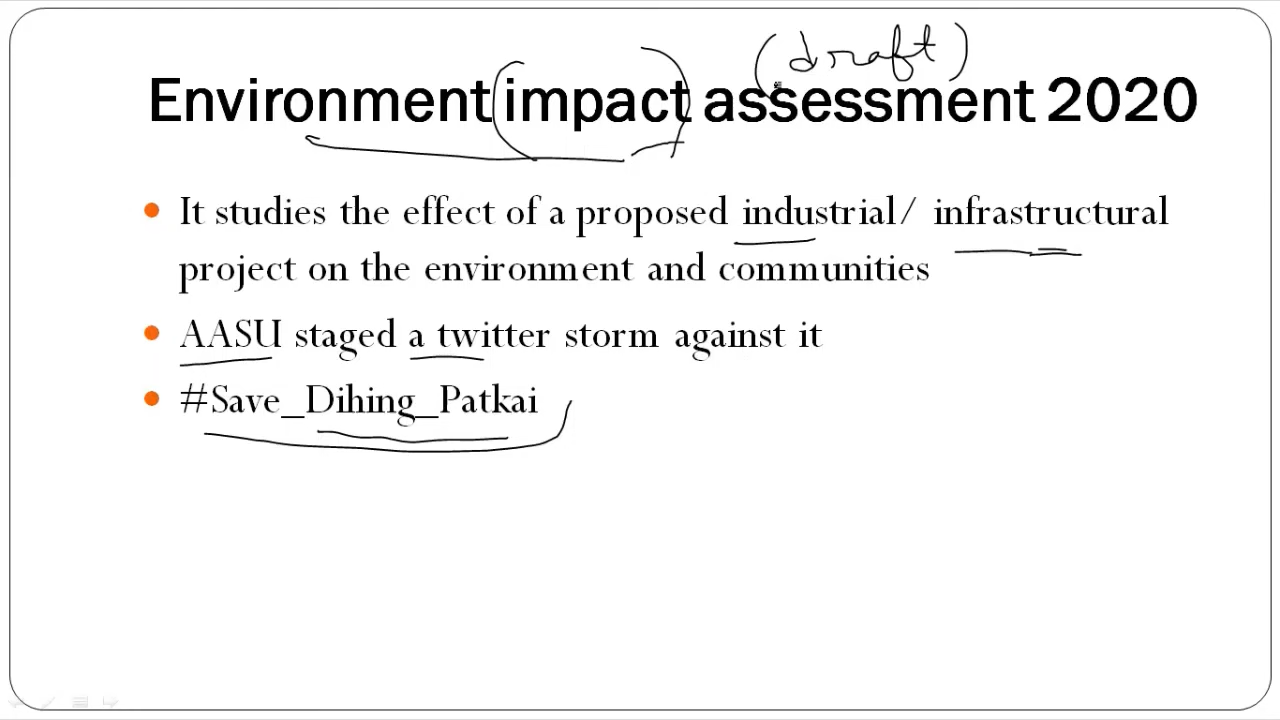 (draft)
Environment impact assessment 2020
• It studies the effect of a proposed industrial/ infrastructural
project on the environment and communities
• AASU staged a twitter storm against it
• #Save_Dihing_Patkai